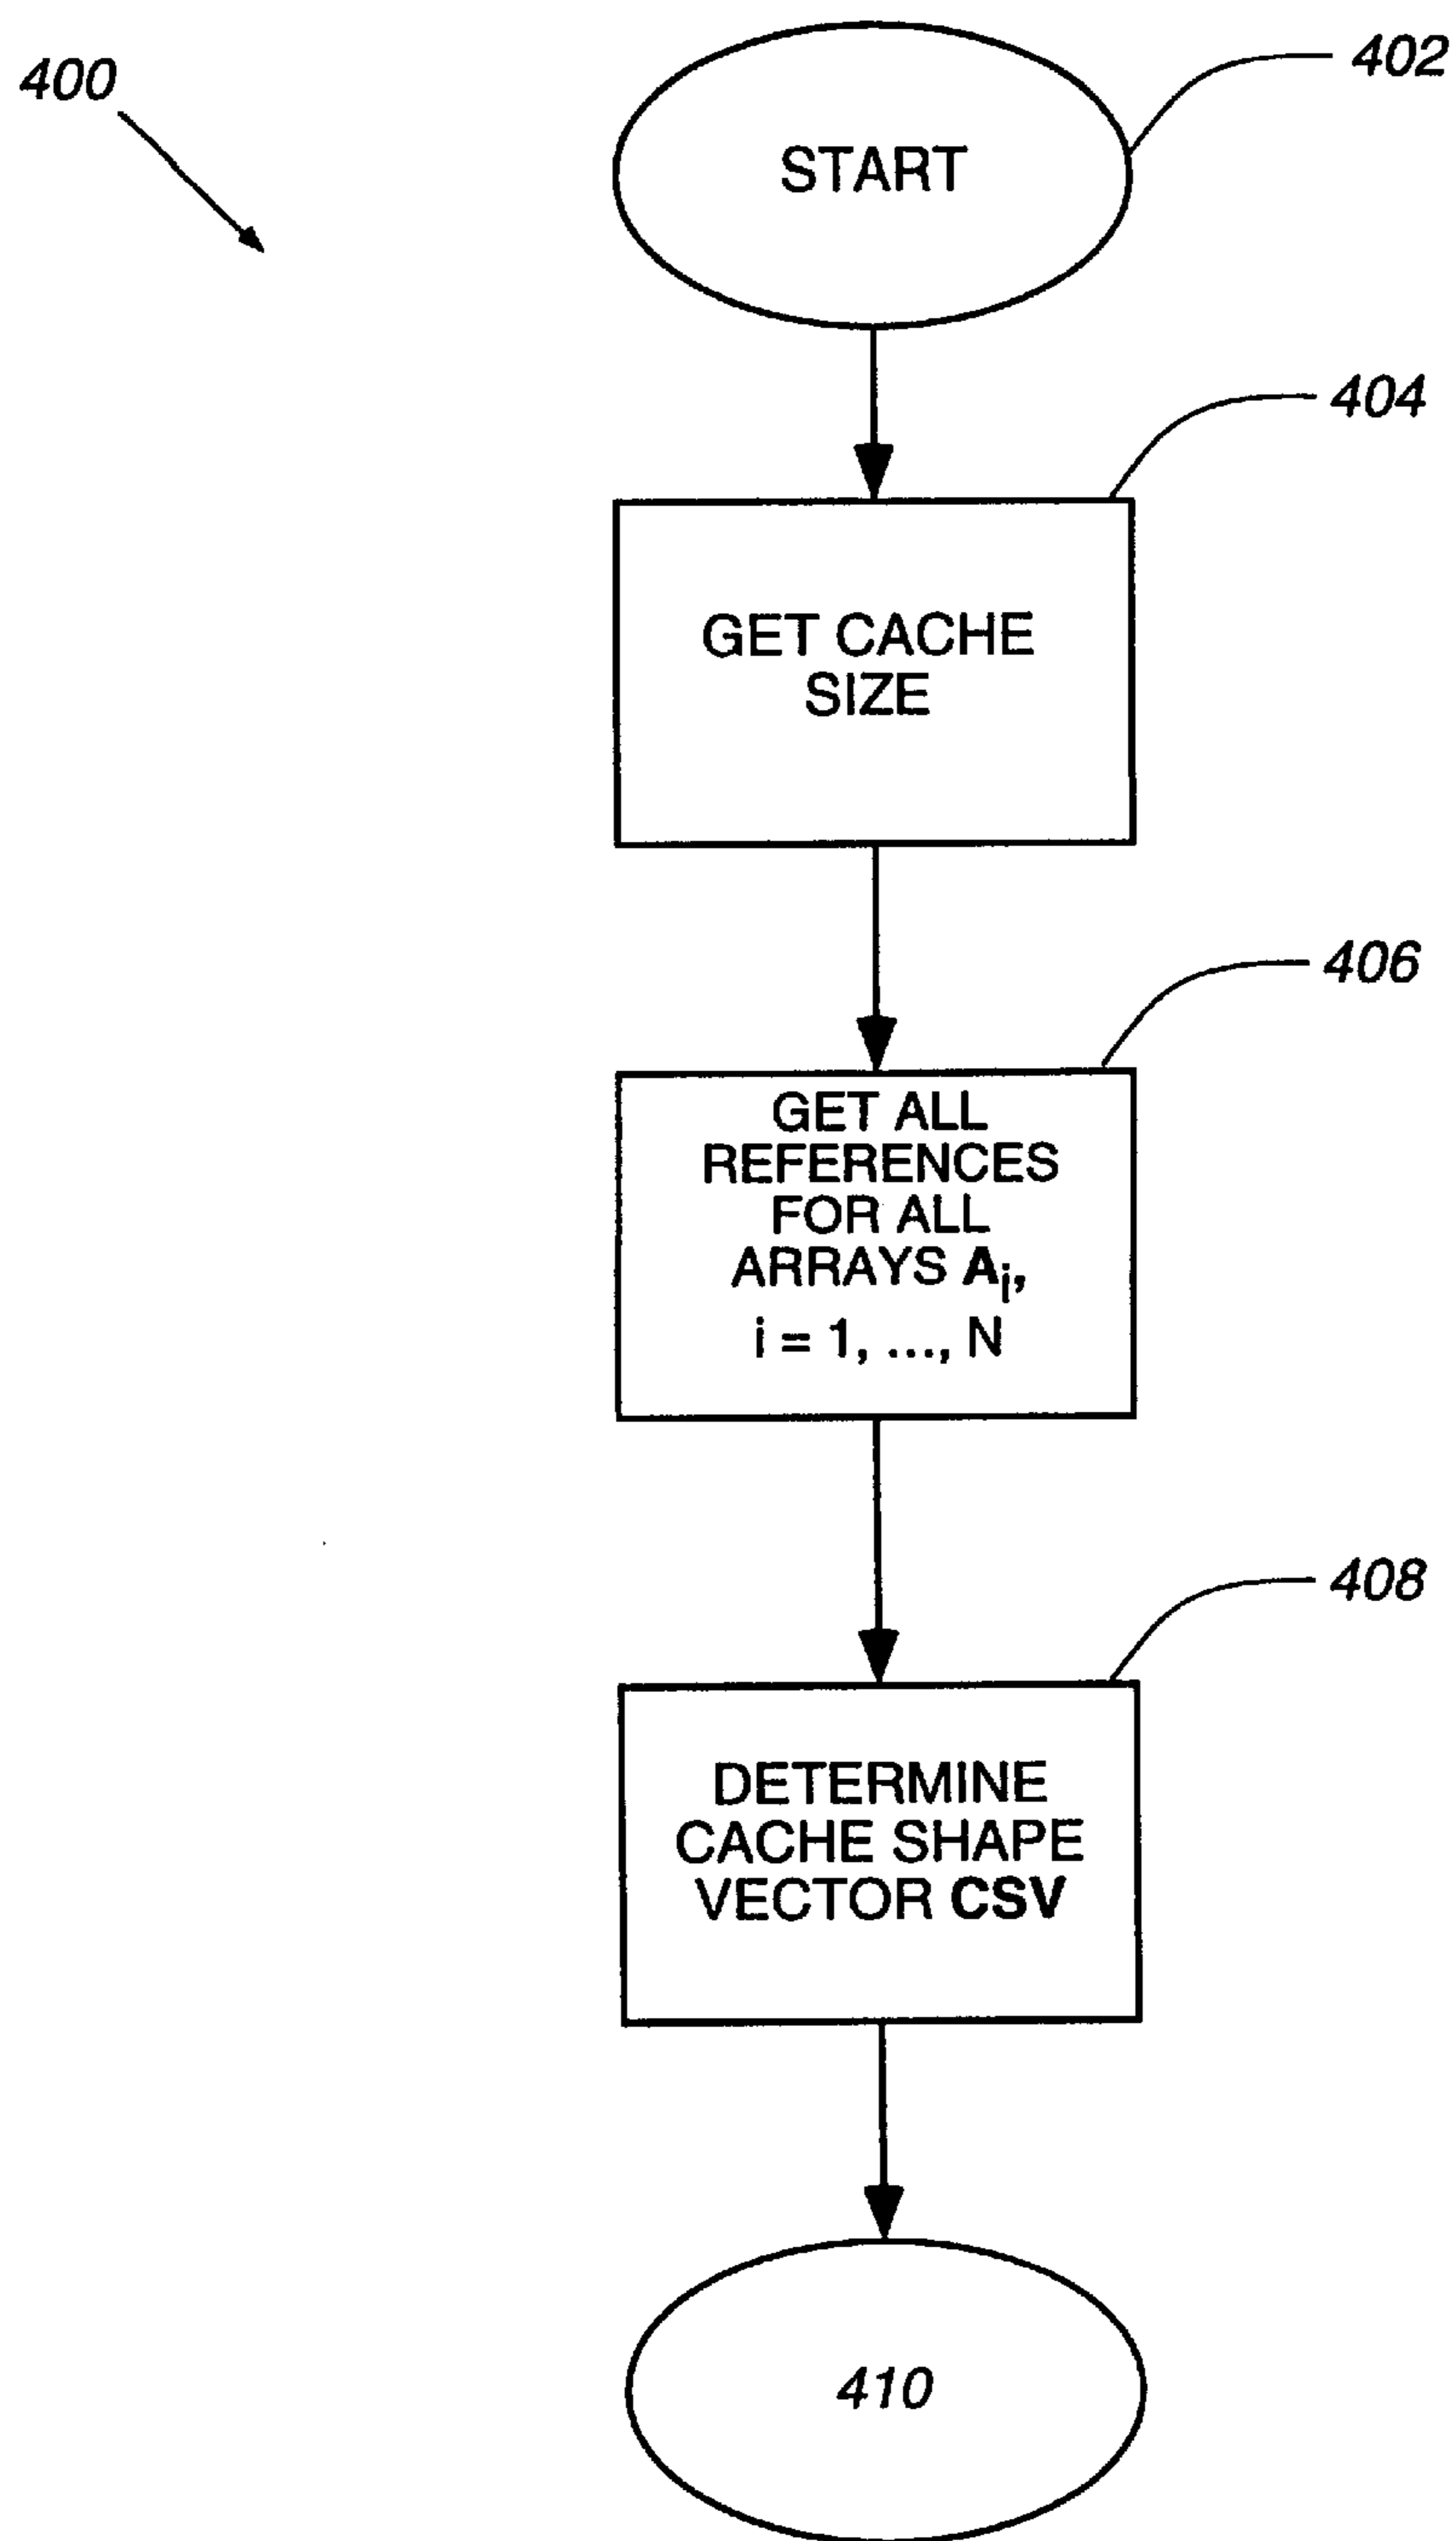 400
402
START
404
GET CACHE
SIZE
406
GET ALL
REFERENCES
FOR ALL
ARRAYS Ai,
i = 1, ..., N
408
DETERMINE
CACHE SHAPE
VECTOR CSV
410